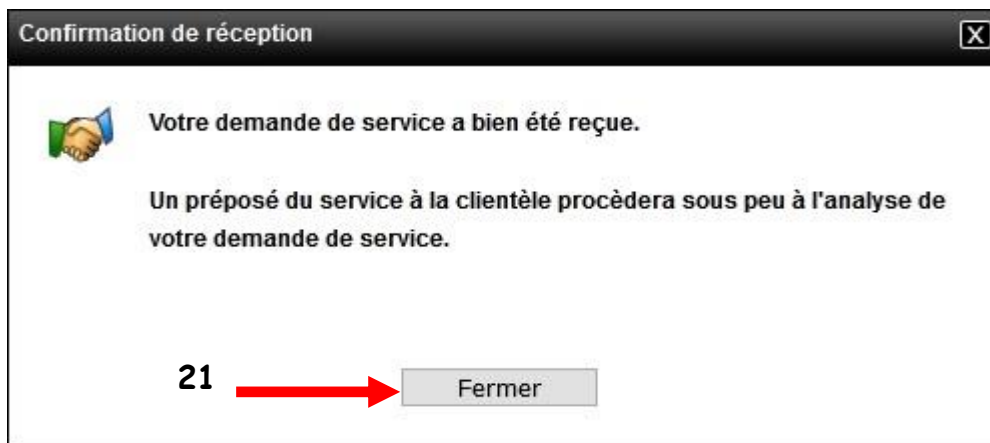 Confirmation de réception
X
Votre demande de service a bien été reçue.
Un préposé du service à la clientèle procèdera sous peu à l'analyse de
votre demande de service.
21
Fermer